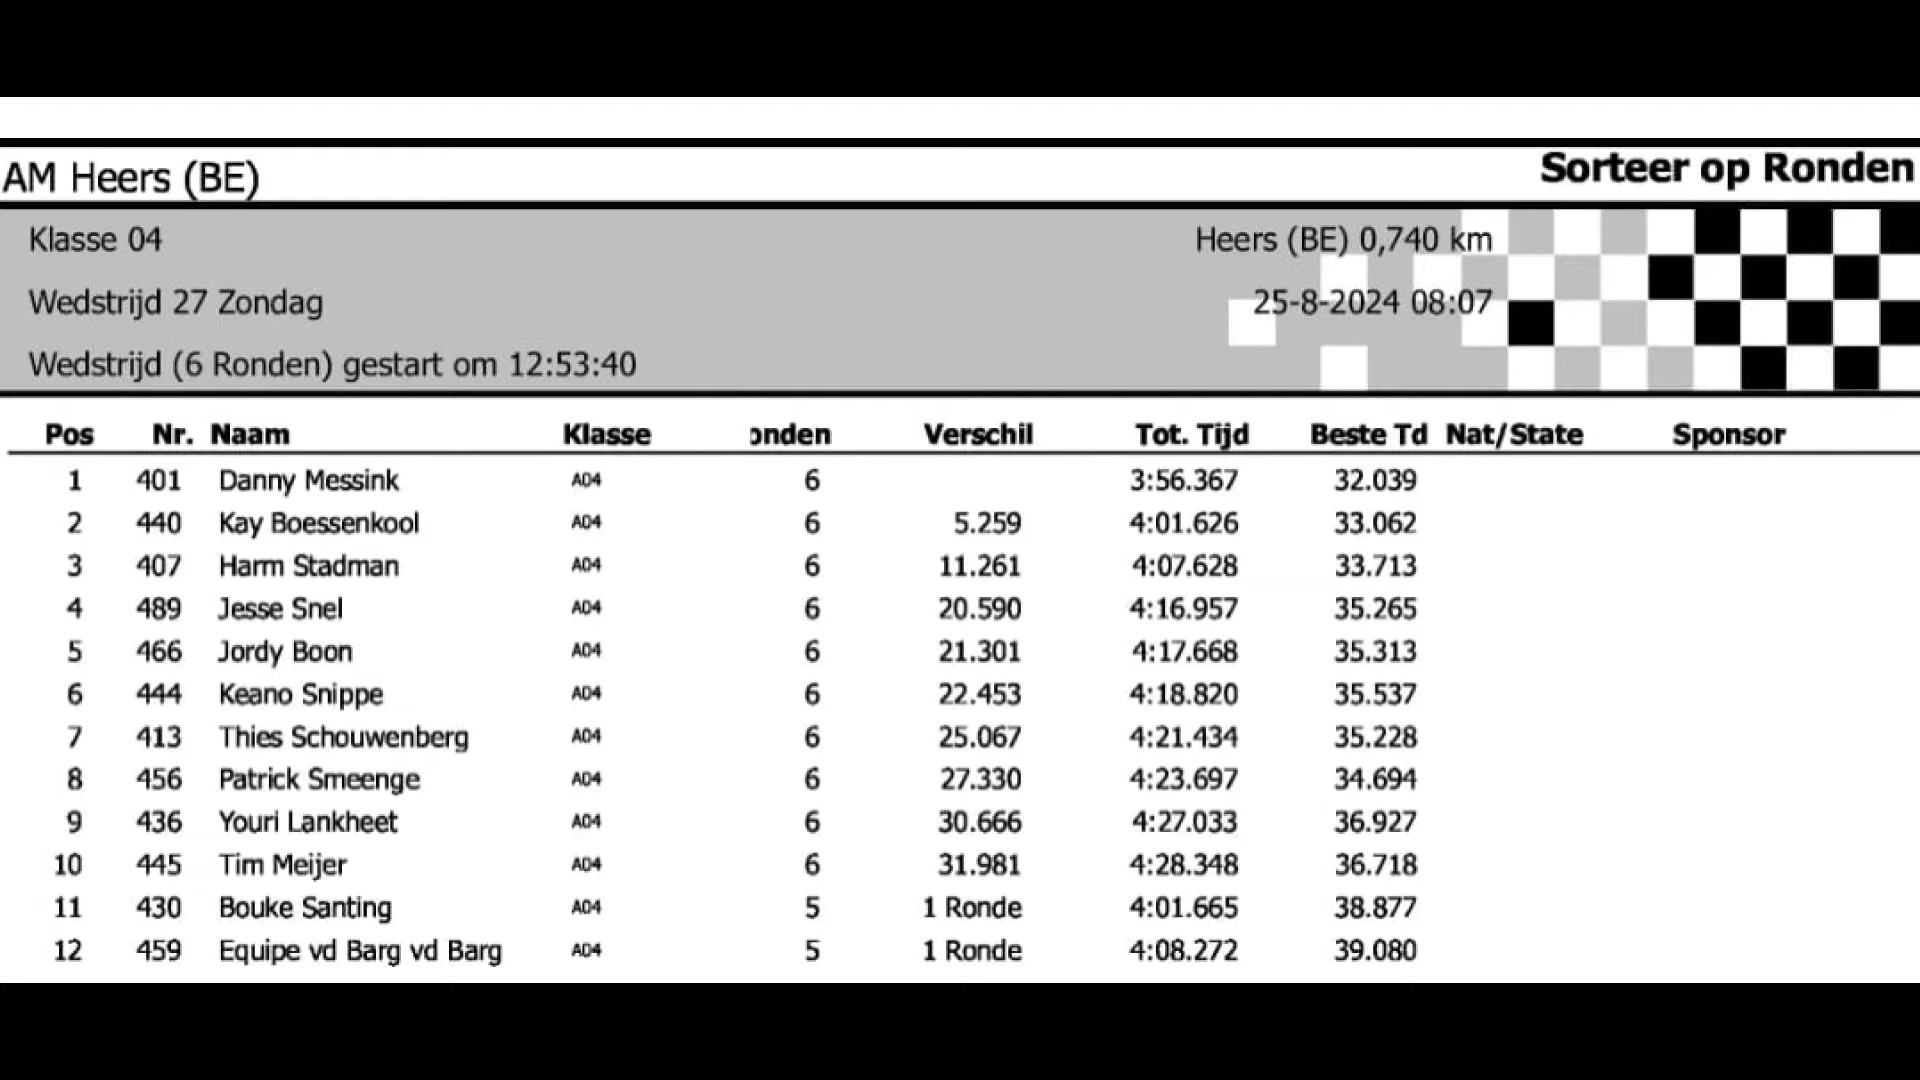 AM Heers (BE) Sorteer op Ronden
Klasse 04 Heers (BE) 0,740 km
Wedstrijd 27 Zondag 25-8-2024 08:07
Wedstrijd (6 Ronden) gestart om 12:53:40
Pos Nr. Naam Klasse onden Verschil Tot. Tijd Beste Td Nat/State Sponsor
1 401 Danny Messink A04 6 3:56.367 32.039
2 440 Kay Boessenkool A04 6 5.259 4:01.626 33.062
3 407 Harm Stadman A04 6 11.261 4:07.628 33.713
4 489 Jesse Snel A04 6 20.590 4:16.957 35.265
5 466 Jordy Boon A04 6 21.301 4:17.668 35.313
6 444 Keano Snippe A04 6 22.453 4:18.820 35.537
7 413 Thies Schouwenberg A04 6 25.067 4:21.434 35.228
8 456 Patrick Smeenge A04 6 27.330 4:23.697 34.694
9 436 Youri Lankheet A04 6 30.666 4:27.033 36.927
10 445 Tim Meijer A04 6 31.981 4:28.348 36.718
11 430 Bouke Santing A04 5 1 Ronde 4:01.665 38.877
12 459 Equipe vd Barg vd Barg A04 5 1 Ronde 4:08.272 39.080